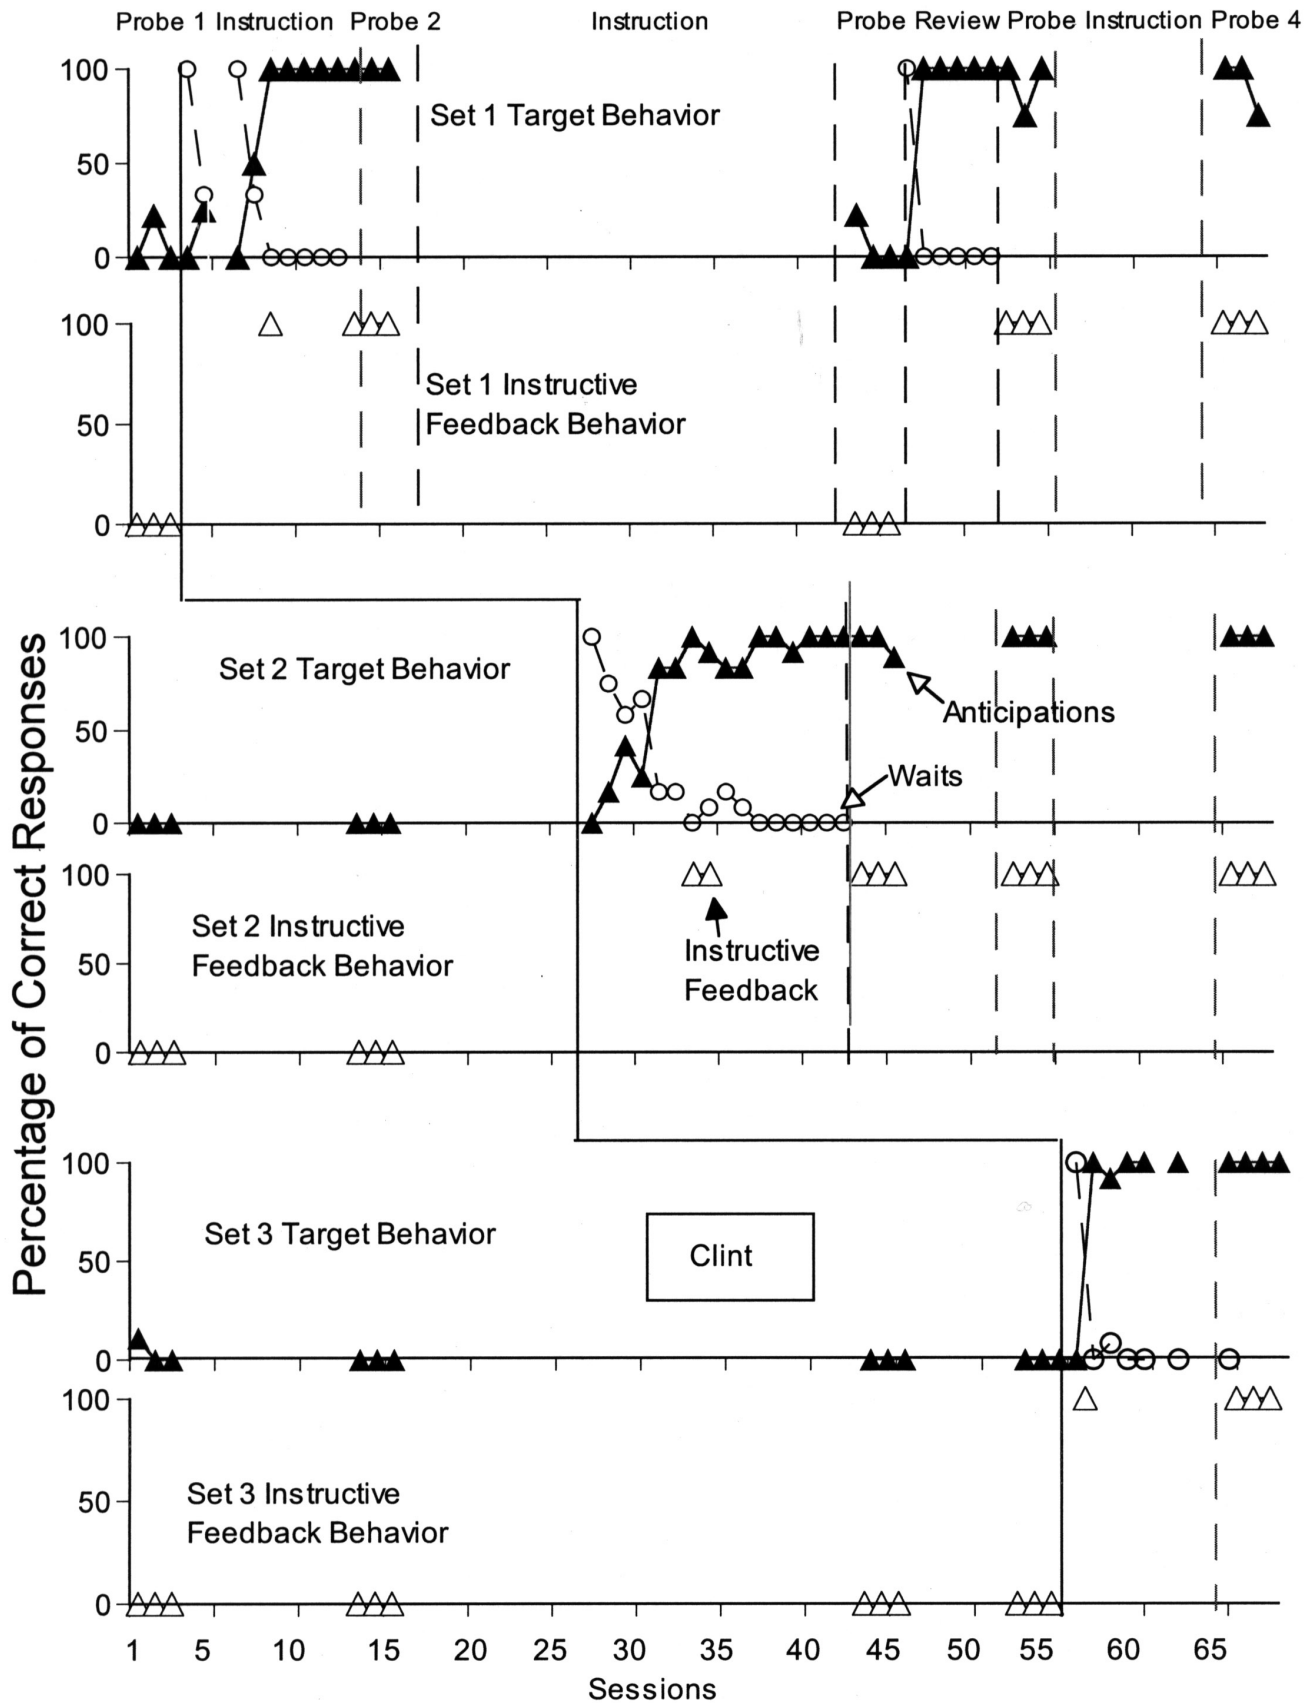 Probe 1 Instruction Probe 2 Instruction Probe Review Probe Instruction Probe 4
100
Set 1 Target Behavior
50
0
100
Set 1 Instructive
Feedback Behavior
50
0
Percentage of Correct Responses
100
Set 2 Target Behavior
Anticipations
50
Waits
0
100
Set 2 Instructive
Feedback Behavior
Instructive
Feedback
50
0
100
Set 3 Target Behavior
Clint
50
0
100
50
Set 3 Instructive
Feedback Behavior
0
1 5 10 15 20 25 30 35 40 45 50 55 60 65
Sessions